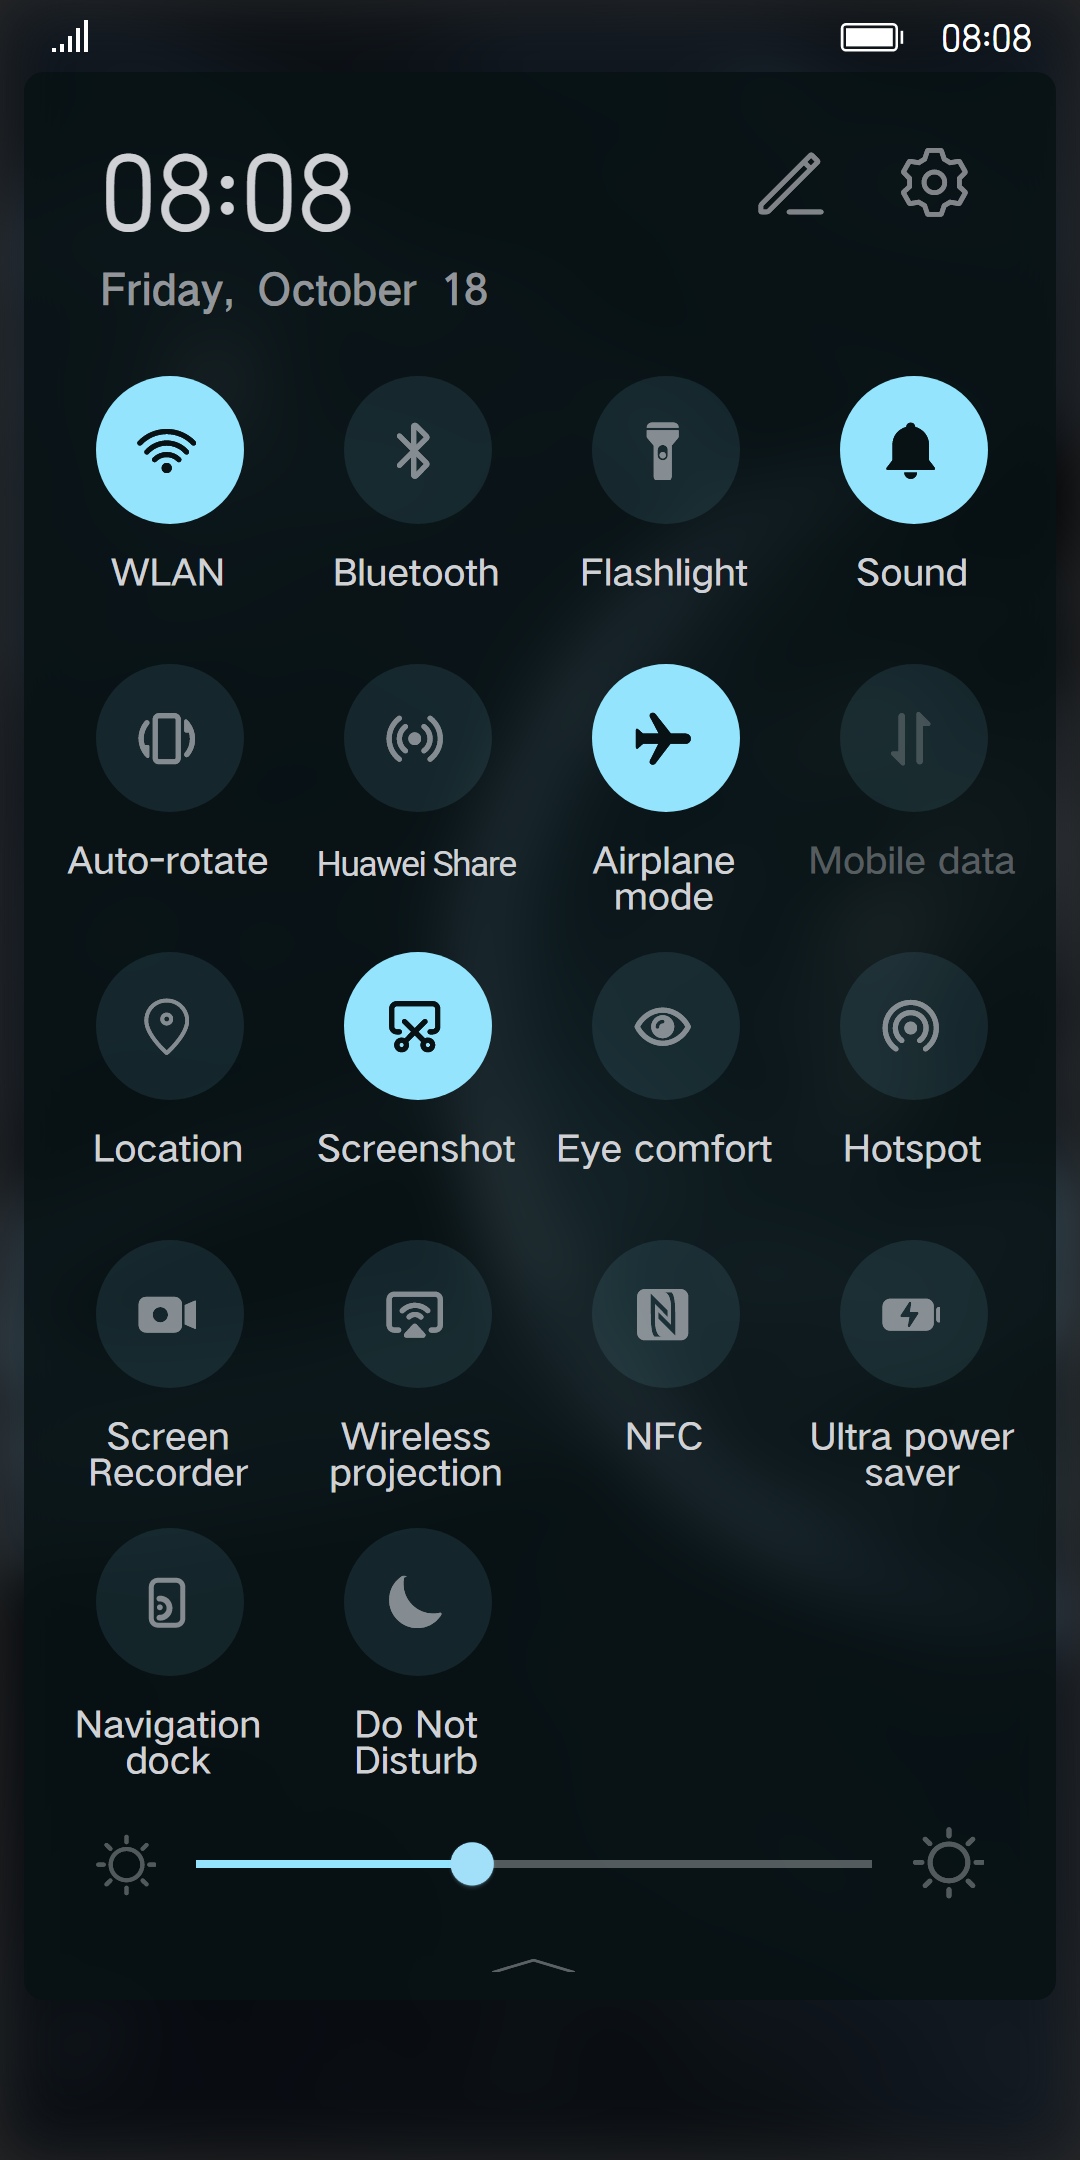 08:08
08:08
Friday, October 18
WLAN
Bluetooth
Flashlight
Sound
Auto-rotate
Huawei Share
Airplane
mode
Mobile data
Location
Screenshot
Eye comfort
Hotspot
Screen
Recorder
Wireless
projection
NFC
Ultra power
saver
Navigation
dock
Do Not
Disturb